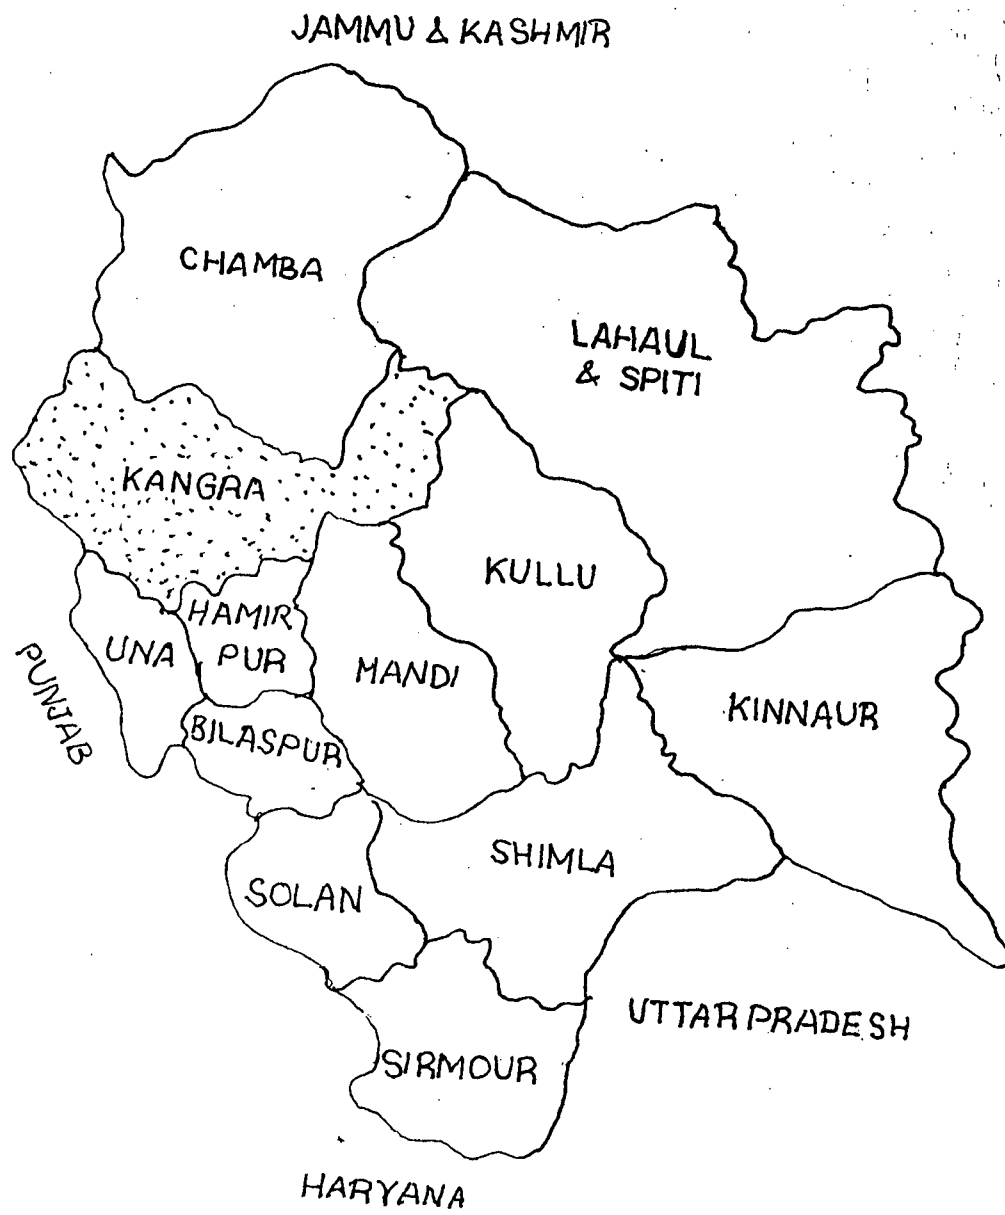 JAMMU & KASHMIR
CHAMBA
LAHAUL
& SPITI
KANGRA
KULLU
HAMIR
PUR
UNA
MANDI
PUNJAB
KINNAUR
BILASPUR
SHIMLA
SOLAN
UTTAR PRADESH
SIRMOUR
HARYANA